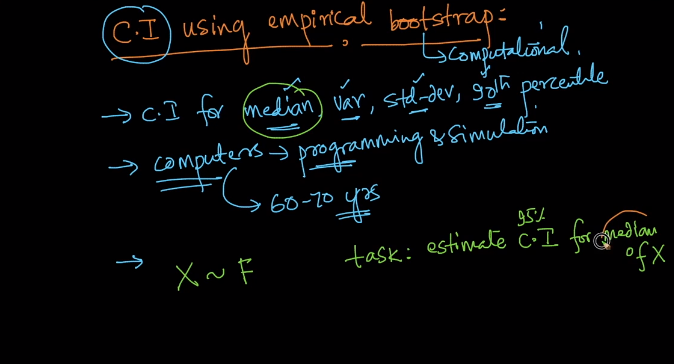 C.I using empirical bootstrap:
↳ Computational.
→ C.I for median, var, std-dev, 90th percentile
→ computers → programming & simulation
↳ 60-70 yrs
95%
task: estimate C.I for median
→ X ~ F
of X